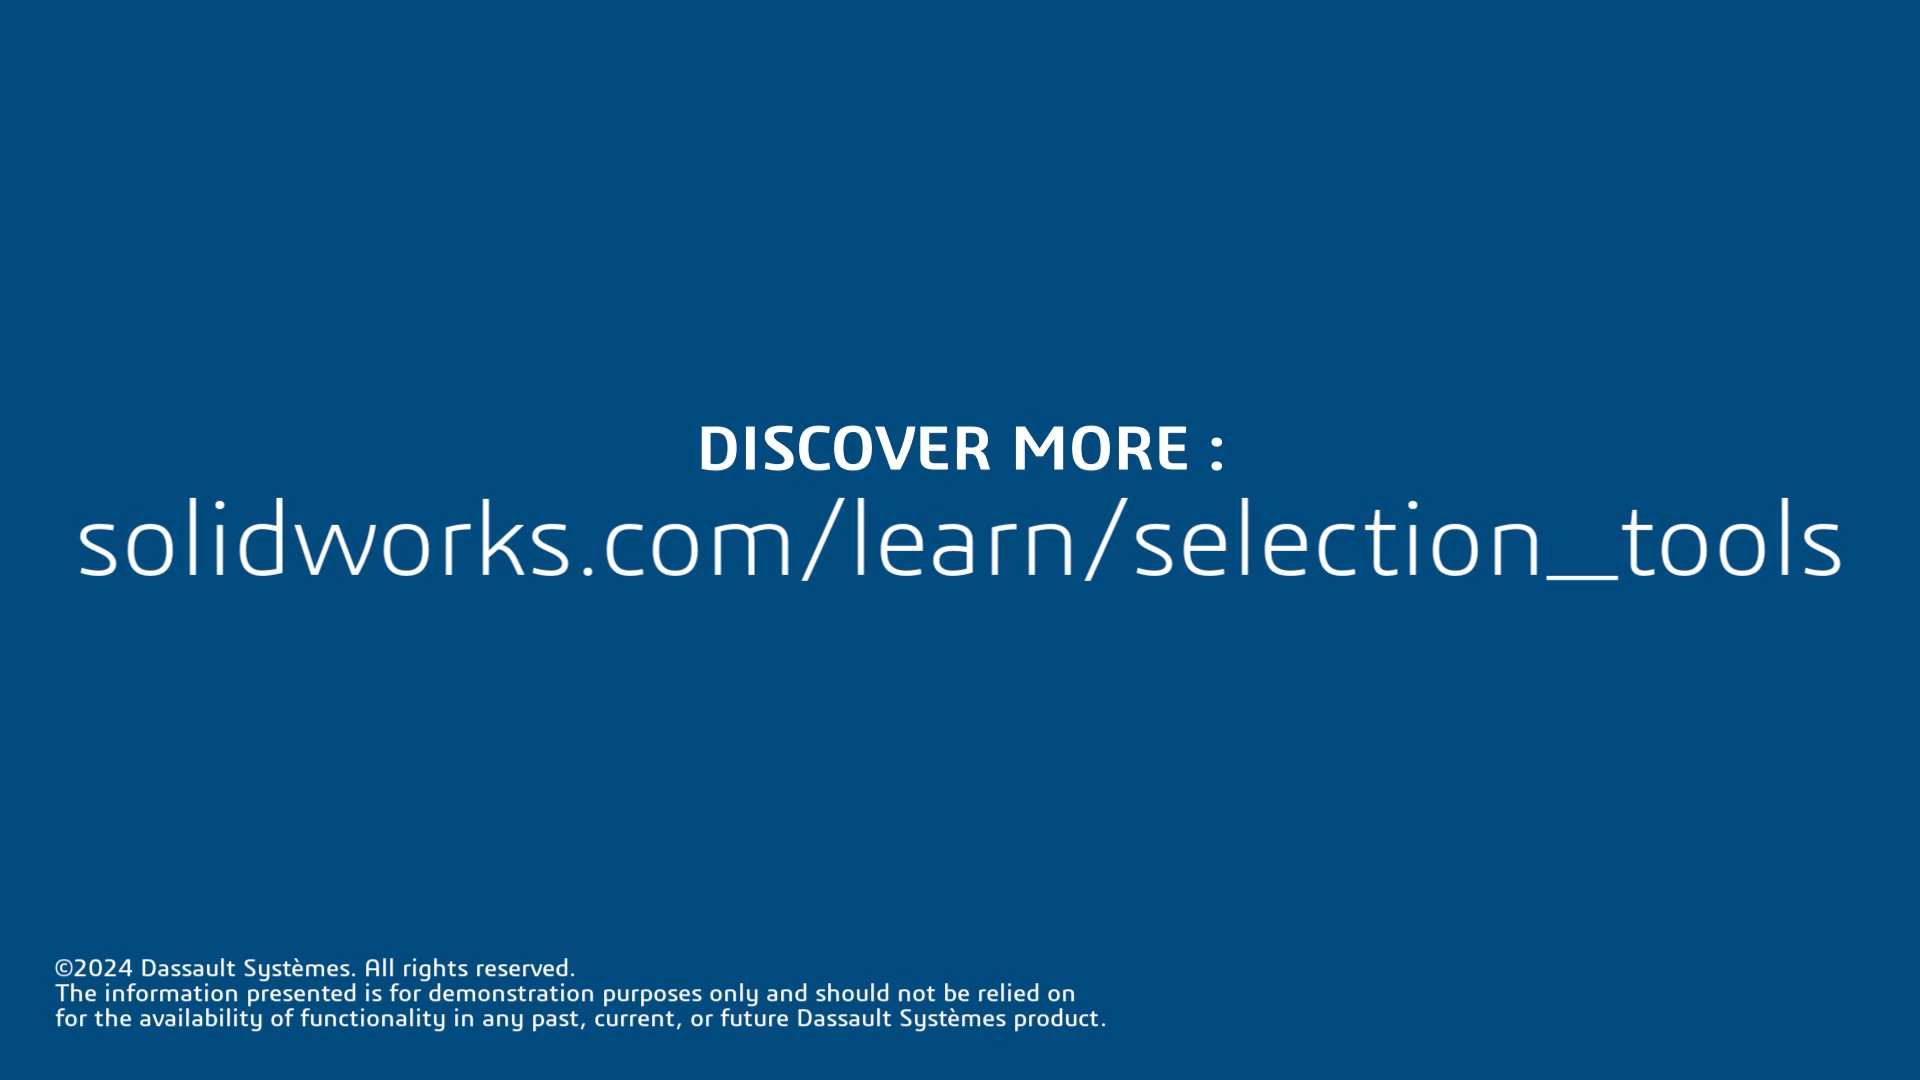 DISCOVER MORE :
solidworks.com/learn/selection_tools
©2024 Dassault Systèmes. All rights reserved.
The information presented is for demonstration purposes only and should not be relied on
for the availability of functionality in any past, current, or future Dassault Systèmes product.